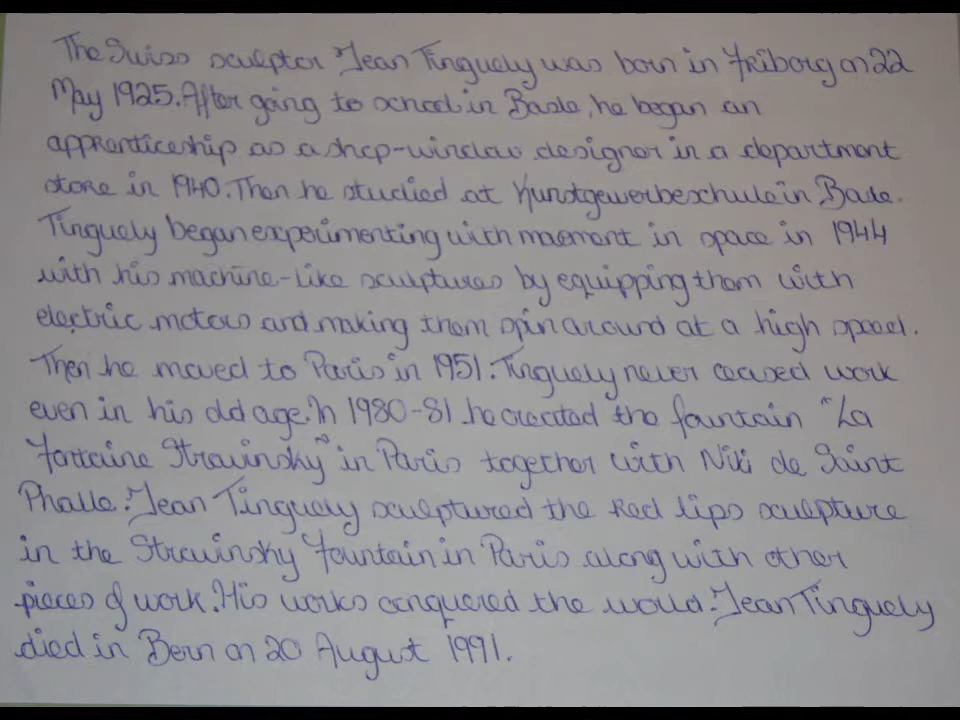 The Swiss sculptor Jean Tinguely was born in Friborg on 22
May 1925. After going to school in Basle, he began an
apprenticeship as a shop-window designer in a department
store in 1940. Then he studied at Kunstgewerbeschule in Basle.
Tinguely began experimenting with movement in space in 1944
with his machine-like sculptures by equipping them with
electric motors and making them spin around at a high speed.
Then he moved to Paris in 1951. Tinguely never ceased work
even in his old age. In 1980-81 he created the fountain "La
Fontaine Stravinsky" in Paris together with Niki de Saint
Phalle. Jean Tinguely sculptured the Red lips sculpture
in the Stravinsky Fountain in Paris along with other
pieces of work. His works conquered the world. Jean Tinguely
died in Bern on 20 August 1991.